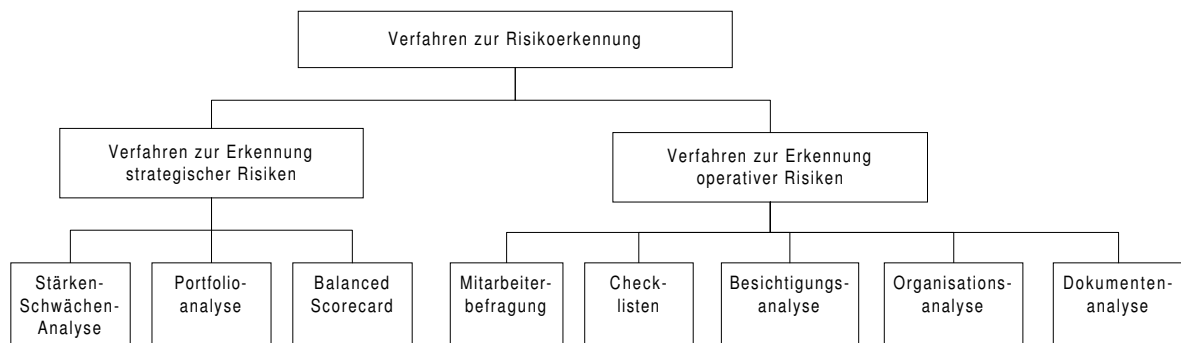 Verfahren zur Risikoerkennung
Verfahren zur Erkennung
strategischer Risiken
Verfahren zur Erkennung
operativer Risiken
Stärken-
Schwächen-
Analyse
Portfolio-
analyse
Balanced
Scorecard
Mitarbeiter-
befragung
Check-
listen
Besichtigungs-
analyse
Organisations-
analyse
Dokumenten-
analyse